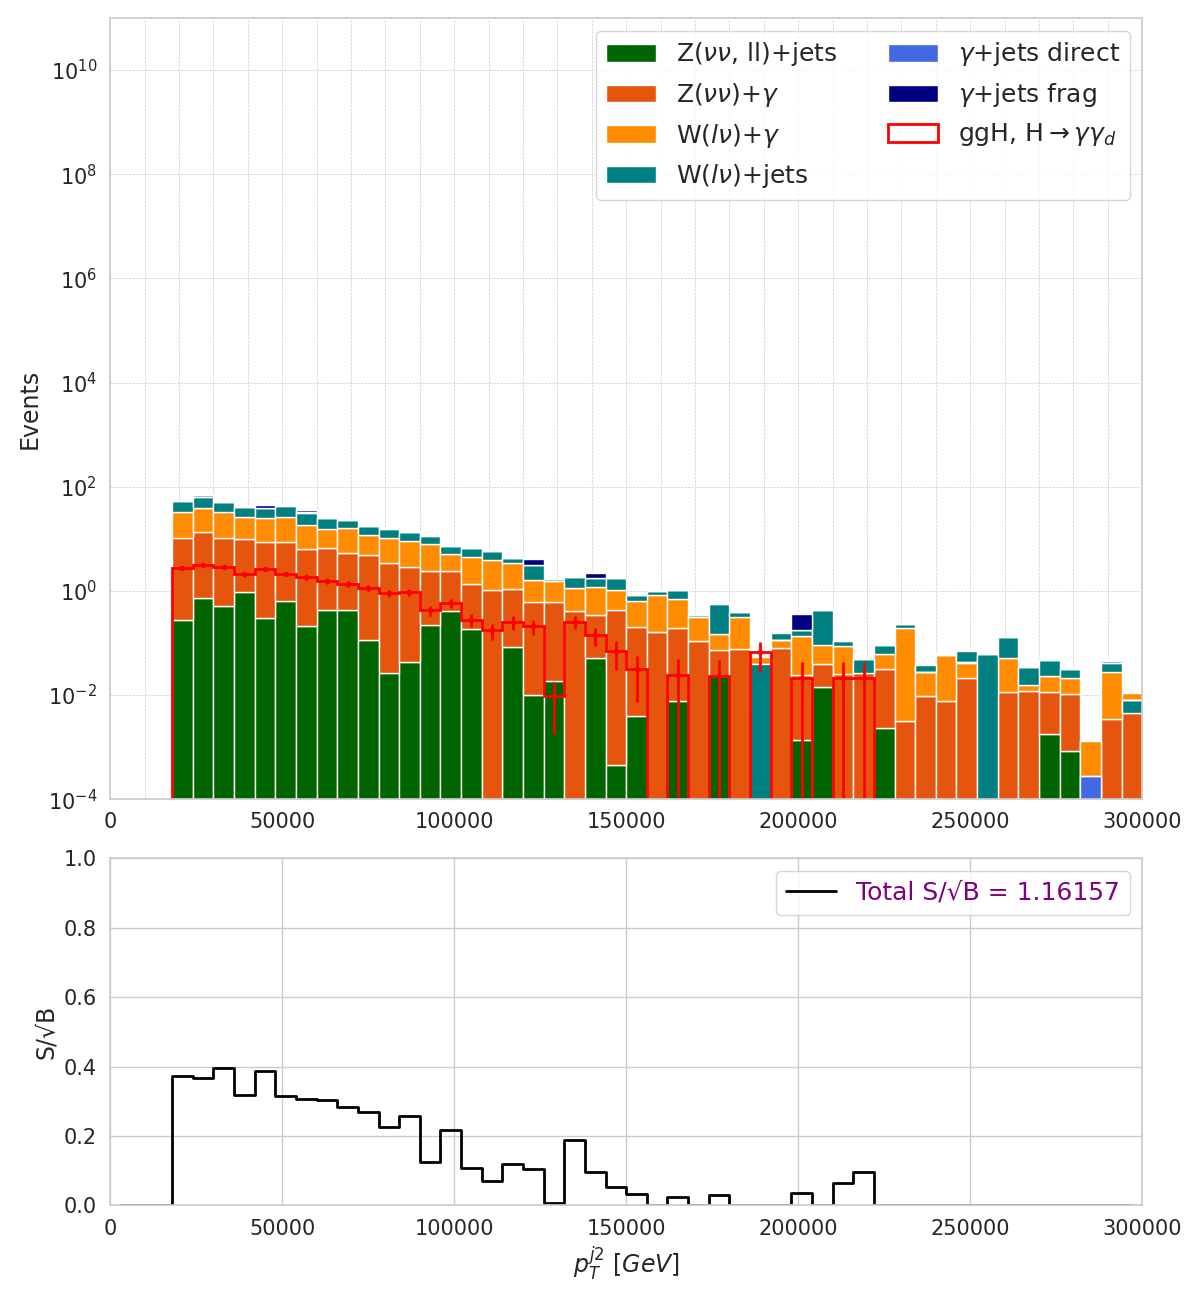 Z(νν, ll)+jets
Z(νν)+γ
W(lν)+γ
W(lν)+jets
γ+jets direct
γ+jets frag
ggH, H→γγ_d
Events
10^10
10^8
10^6
10^4
10^2
10^0
10^−2
10^−4
0 50000 100000 150000 200000 250000 300000
Total S/√B = 1.16157
S/√B
1.0
0.8
0.6
0.4
0.2
0.0
0 50000 100000 150000 200000 250000 300000
p_T^{j2} [GeV]